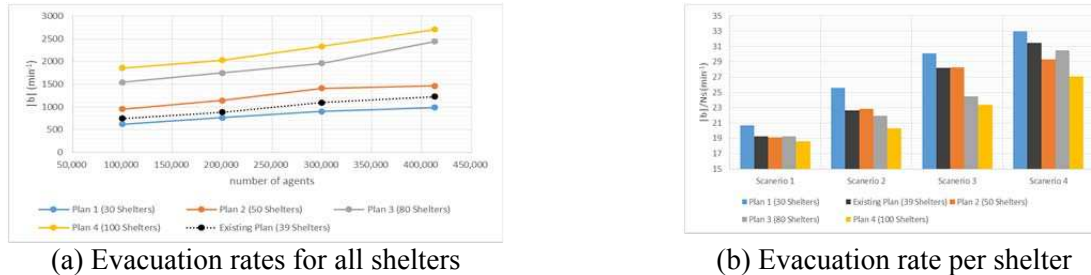 3000
2500
2000
1500
1000
500
0
|b| (min⁻¹)
50,000 100,000 150,000 200,000 250,000 300,000 350,000 400,000 450,000
number of agents
Plan 1 (30 Shelters) Plan 2 (50 Shelters) Plan 3 (80 Shelters)
Plan 4 (100 Shelters) Existing Plan (39 Shelters)
(a) Evacuation rates for all shelters
35
33
31
29
27
25
23
21
19
17
15
|b|/Ns(min⁻¹)
Scanerio 1 Scanerio 2 Scanerio 3 Scanerio 4
Plan 1 (30 Shelters) Existing Plan (39 Shelters) Plan 2 (50 Shelters)
Plan 3 (80 Shelters) Plan 4 (100 Shelters)
(b) Evacuation rate per shelter